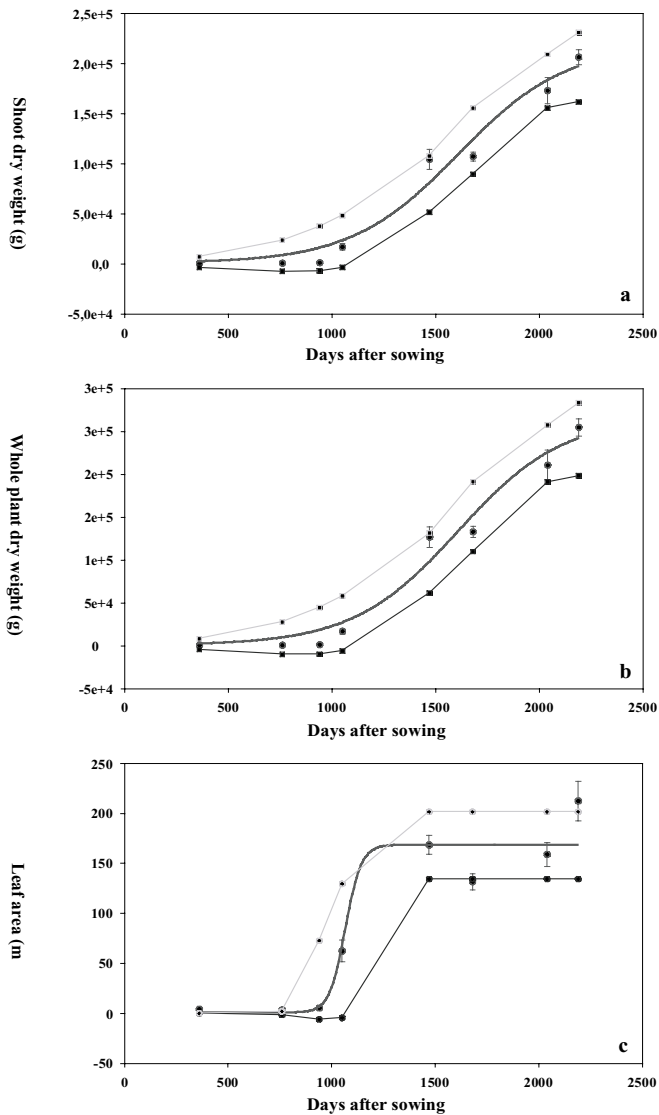 2,5e+5
2,0e+5
1,5e+5
1,0e+5
5,0e+4
0,0
-5,0e+4
Shoot dry weight (g)
a
0 500 1000 1500 2000 2500
Days after sowing
3e+5
3e+5
2e+5
2e+5
1e+5
5e+4
0
-5e+4
Whole plant dry weight (g)
b
0 500 1000 1500 2000 2500
Days after sowing
250
200
150
100
50
0
-50
Leaf area (m
c
0 500 1000 1500 2000 2500
Days after sowing